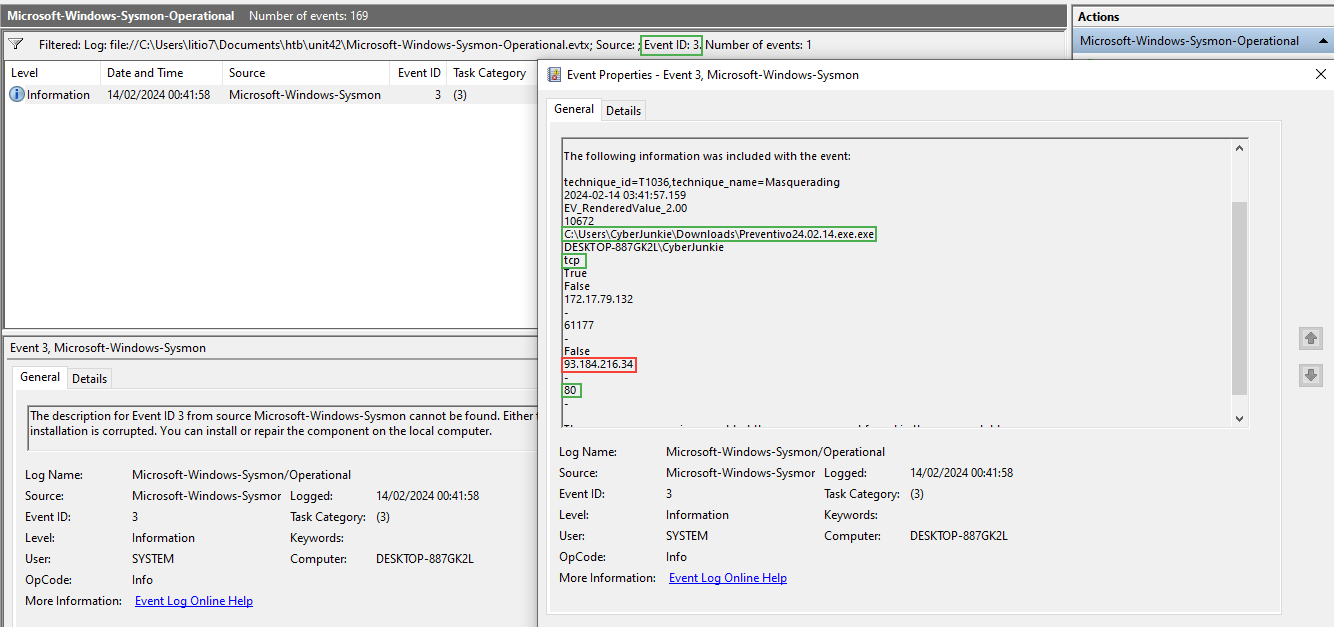 Microsoft-Windows-Sysmon-Operational Number of events: 169
Filtered: Log: file://C:\Users\litio7\Documents\htb\unit42\Microsoft-Windows-Sysmon-Operational.evtx; Source: ; Event ID: 3. Number of events: 1
Level Date and Time Source Event ID Task Category
Information 14/02/2024 00:41:58 Microsoft-Windows-Sysmon 3 (3)
Event 3, Microsoft-Windows-Sysmon
General Details
The description for Event ID 3 from source Microsoft-Windows-Sysmon cannot be found. Either
installation is corrupted. You can install or repair the component on the local computer.
Log Name: Microsoft-Windows-Sysmon/Operational
Source: Microsoft-Windows-Sysmor Logged: 14/02/2024 00:41:58
Event ID: 3 Task Category: (3)
Level: Information Keywords:
User: SYSTEM Computer: DESKTOP-887GK2L
OpCode: Info
More Information: Event Log Online Help
Event Properties - Event 3, Microsoft-Windows-Sysmon
General Details
The following information was included with the event:
technique_id=T1036,technique_name=Masquerading
2024-02-14 03:41:57.159
EV_RenderedValue_2.00
10672
C:\Users\CyberJunkie\Downloads\Preventivo24.02.14.exe.exe
DESKTOP-887GK2L\CyberJunkie
tcp
True
False
172.17.79.132
-
61177
-
False
93.184.216.34
-
80
-
Log Name: Microsoft-Windows-Sysmon/Operational
Source: Microsoft-Windows-Sysmor Logged: 14/02/2024 00:41:58
Event ID: 3 Task Category: (3)
Level: Information Keywords:
User: SYSTEM Computer: DESKTOP-887GK2L
OpCode: Info
More Information: Event Log Online Help
Actions
Microsoft-Windows-Sysmon-Operational